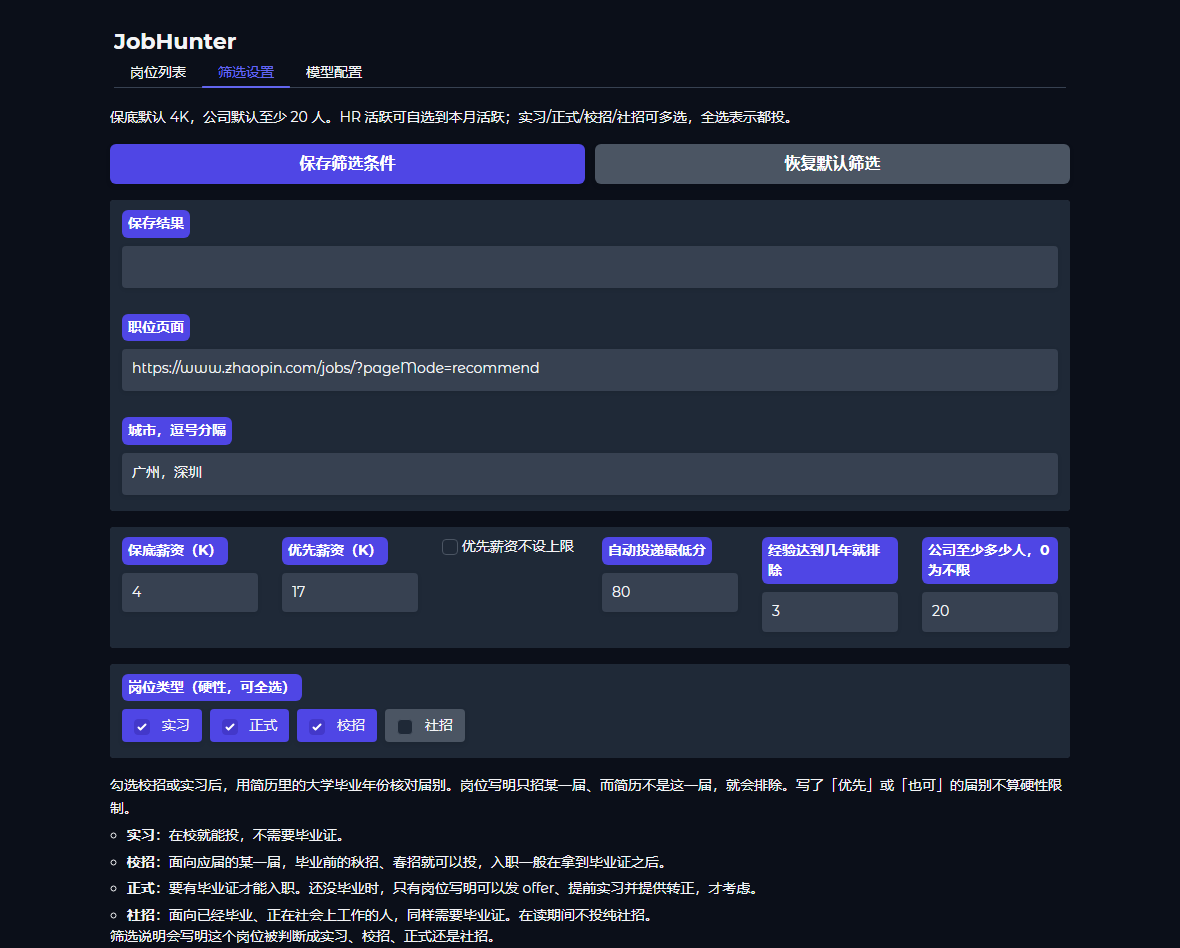 JobHunter
岗位列表 筛选设置 模型配置
保底默认 4K，公司默认至少 20 人。HR 活跃可自选到本月活跃；实习/正式/校招/社招可多选，全选表示都投。
保存筛选条件 恢复默认筛选
保存结果
职位页面
https://www.zhaopin.com/jobs/?pageMode=recommend
城市，逗号分隔
广州，深圳
保底薪资（K）
4
优先薪资（K）
17
优先薪资不设上限
自动投递最低分
80
经验达到几年就排
除
3
公司至少多少人，0
为不限
20
岗位类型（硬性，可全选）
实习 正式 校招 社招
勾选校招或实习后，用简历里的大学毕业年份核对届别。岗位写明只招某一届、而简历不是这一届，就会排除。写了「优先」或「也可」的届别不算硬性限
制。
实习：在校就能投，不需要毕业证。
校招：面向应届的某一届，毕业前的秋招、春招就可以投，入职一般在拿到毕业证之后。
正式：要有毕业证才能入职。还没毕业时，只有岗位写明可以发 offer、提前实习并提供转正，才考虑。
社招：面向已经毕业、正在社会上工作的人，同样需要毕业证。在读期间不投纯社招。
筛选说明会写明这个岗位被判断成实习、校招、正式还是社招。